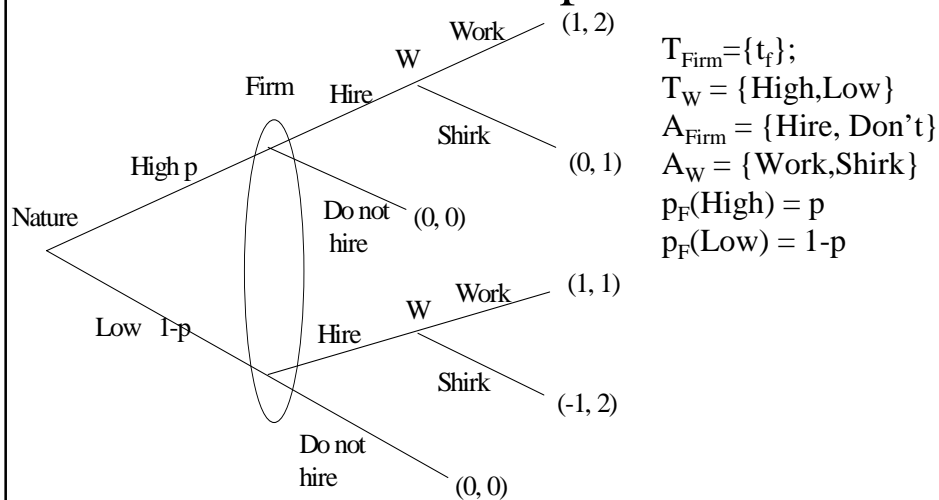 Work
(1, 2)
W
Firm
Hire
Shirk
(0, 1)
High p
Do not
hire
(0, 0)
Nature
Work
(1, 1)
W
Low 1-p
Hire
Shirk
(-1, 2)
Do not
hire
(0, 0)
T_Firm={t_f};
T_W = {High,Low}
A_Firm = {Hire, Don't}
A_W = {Work,Shirk}
p_F(High) = p
p_F(Low) = 1-p